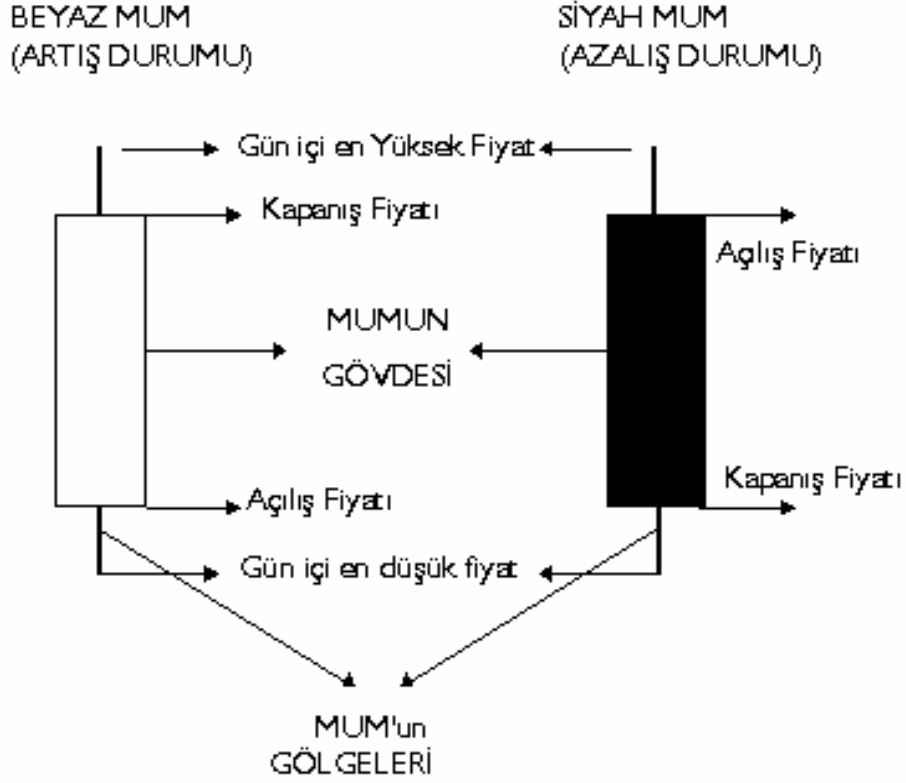 BEYAZ MUM
(ARTIŞ DURUMU)
SİYAH MUM
(AZALIŞ DURUMU)
Gün içi en Yüksek Fiyat
Kapanış Fiyatı
Açılış Fiyatı
MUMUN
GÖVDESİ
Açılış Fiyatı
Kapanış Fiyatı
Gün içi en düşük fiyat
MUM'un
GÖLGELERİ